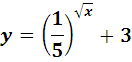 y = (1/5)^√x + 3